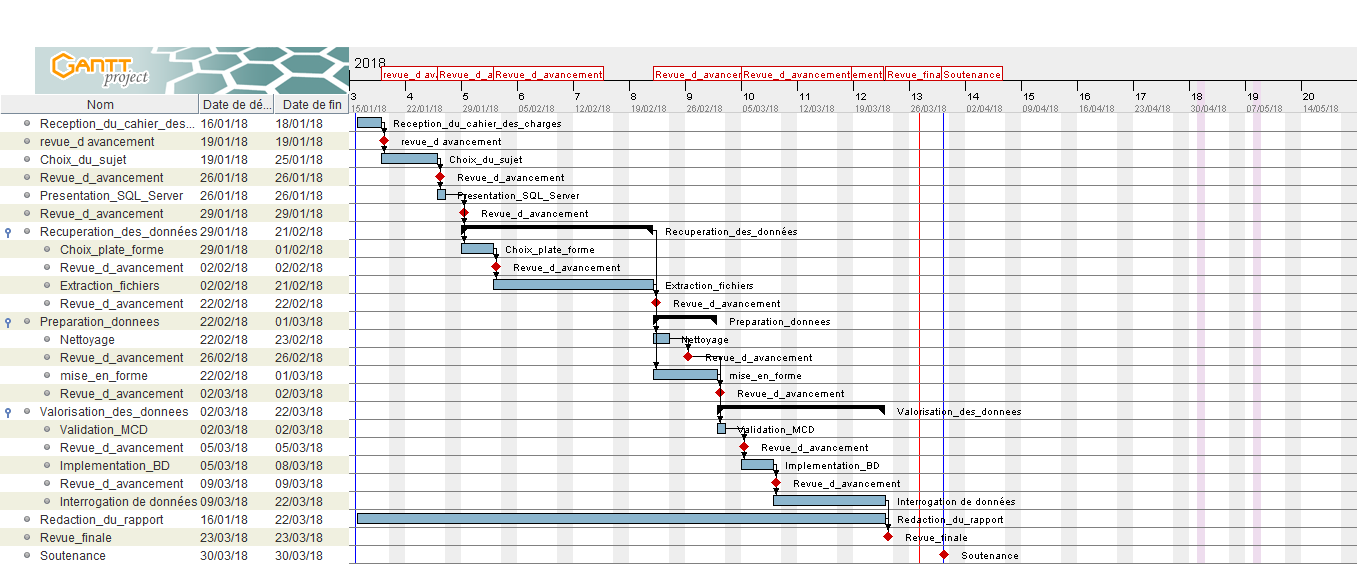 GANTT
project
2018
revue_d av.
Revue_d_a
Revue_d_avancement
Revue_d_avancer
Revue_d_avancement
ement
Revue_fina
Soutenance
Nom Date de dé... Date de fin
3 4 5 6 7 8 9 10 11 12 13 14 15 16 17 18 19 20
15/01/18 22/01/18 29/01/18 05/02/18 12/02/18 19/02/18 26/02/18 05/03/18 12/03/18 19/03/18 26/03/18 02/04/18 09/04/18 16/04/18 23/04/18 30/04/18 07/05/18 14/05/18
Reception_du_cahier_des... 16/01/18 18/01/18 Reception_du_cahier_des_charges
revue_d avancement 19/01/18 19/01/18 revue_d avancement
Choix_du_sujet 19/01/18 25/01/18 Choix_du_sujet
Revue_d_avancement 26/01/18 26/01/18 Revue_d_avancement
Presentation_SQL_Server 26/01/18 26/01/18 Presentation_SQL_Server
Revue_d_avancement 29/01/18 29/01/18 Revue_d_avancement
Recuperation_des_données 29/01/18 21/02/18 Recuperation_des_données
Choix_plate_forme 29/01/18 01/02/18 Choix_plate_forme
Revue_d_avancement 02/02/18 02/02/18 Revue_d_avancement
Extraction_fichiers 02/02/18 21/02/18 Extraction_fichiers
Revue_d_avancement 22/02/18 22/02/18 Revue_d_avancement
Preparation_donnees 22/02/18 01/03/18 Preparation_donnees
Nettoyage 22/02/18 23/02/18 Nettoyage
Revue_d_avancement 26/02/18 26/02/18 Revue_d_avancement
mise_en_forme 22/02/18 01/03/18 mise_en_forme
Revue_d_avancement 02/03/18 02/03/18 Revue_d_avancement
Valorisation_des_donnees 02/03/18 22/03/18 Valorisation_des_donnees
Validation_MCD 02/03/18 02/03/18 Validation_MCD
Revue_d_avancement 05/03/18 05/03/18 Revue_d_avancement
Implementation_BD 05/03/18 08/03/18 Implementation_BD
Revue_d_avancement 09/03/18 09/03/18 Revue_d_avancement
Interrogation de données 09/03/18 22/03/18 Interrogation de données
Redaction_du_rapport 16/01/18 22/03/18 Redaction_du_rapport
Revue_finale 23/03/18 23/03/18 Revue_finale
Soutenance 30/03/18 30/03/18 Soutenance